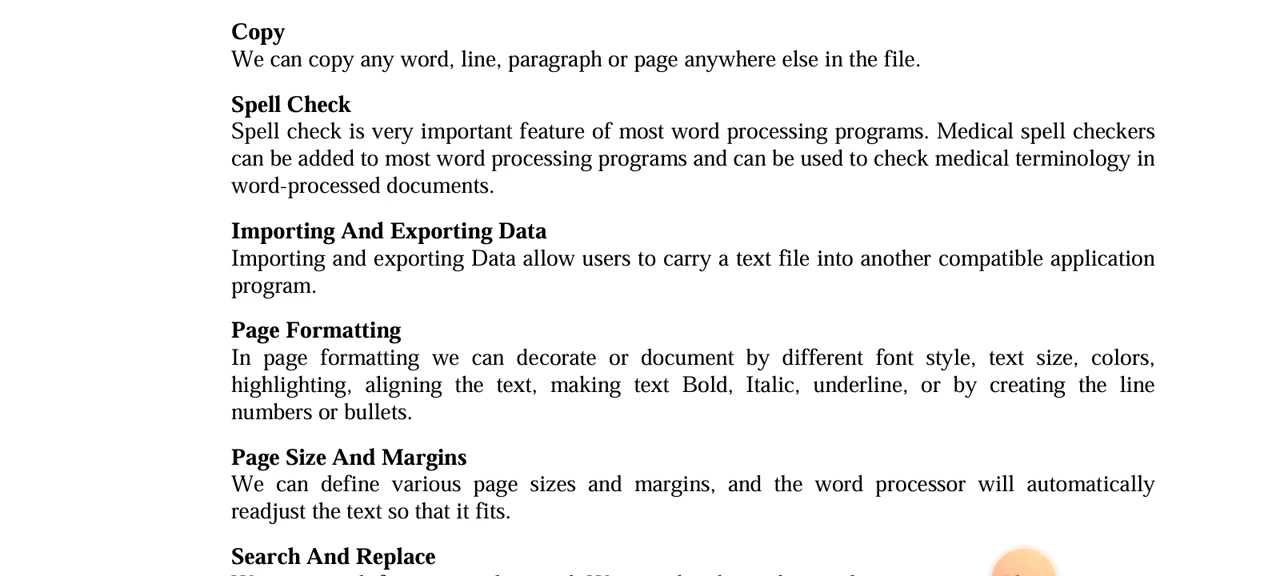 Copy
We can copy any word, line, paragraph or page anywhere else in the file.
Spell Check
Spell check is very important feature of most word processing programs. Medical spell checkers
can be added to most word processing programs and can be used to check medical terminology in
word-processed documents.
Importing And Exporting Data
Importing and exporting Data allow users to carry a text file into another compatible application
program.
Page Formatting
In page formatting we can decorate or document by different font style, text size, colors,
highlighting, aligning the text, making text Bold, Italic, underline, or by creating the line
numbers or bullets.
Page Size And Margins
We can define various page sizes and margins, and the word processor will automatically
readjust the text so that it fits.
Search And Replace